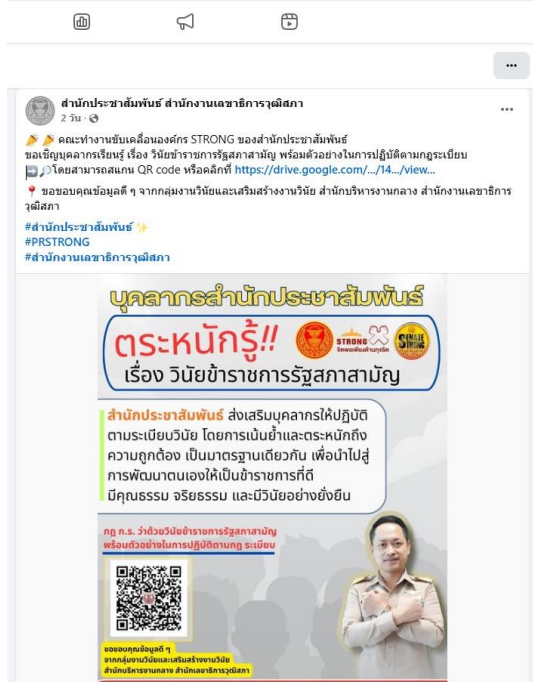 สำนักประชาสัมพันธ์ สำนักงานเลขาธิการวุฒิสภา
2 วัน ·
คณะทำงานขับเคลื่อนองค์กร STRONG ของสำนักประชาสัมพันธ์
ขอเชิญบุคลากรเรียนรู้ เรื่อง วินัยข้าราชการรัฐสภาสามัญ พร้อมตัวอย่างในการปฏิบัติตามกฎระเบียบ
โดยสามารถสแกน QR code หรือคลิกที่ https://drive.google.com/.../14.../view...
ขอขอบคุณข้อมูลดี ๆ จากกลุ่มงานวินัยและเสริมสร้างงานวินัย สำนักบริหารงานกลาง สำนักงานเลขาธิการ
วุฒิสภา
#สำนักประชาสัมพันธ์
#PRSTRONG
#สำนักงานเลขาธิการวุฒิสภา
บุคลากรสำนักประชาสัมพันธ์
ตระหนักรู้!!
STRONG
จิตพอเพียงต้านทุจริต
SENATE
STRONG
เรื่อง วินัยข้าราชการรัฐสภาสามัญ
สำนักประชาสัมพันธ์ ส่งเสริมบุคลากรให้ปฏิบัติ
ตามระเบียบวินัย โดยการเน้นย้ำและตระหนักถึง
ความถูกต้อง เป็นมาตรฐานเดียวกัน เพื่อนำไปสู่
การพัฒนาตนเองให้เป็นข้าราชการที่ดี
มีคุณธรรม จริยธรรม และมีวินัยอย่างยั่งยืน
กฎ ก.ร. ว่าด้วยวินัยข้าราชการรัฐสภาสามัญ
พร้อมตัวอย่างในการปฏิบัติตามกฎ ระเบียบ
ขอขอบคุณข้อมูลดี ๆ
จากกลุ่มงานวินัยและเสริมสร้างงานวินัย
สำนักบริหารงานกลาง สำนักเลขาธิการวุฒิสภา